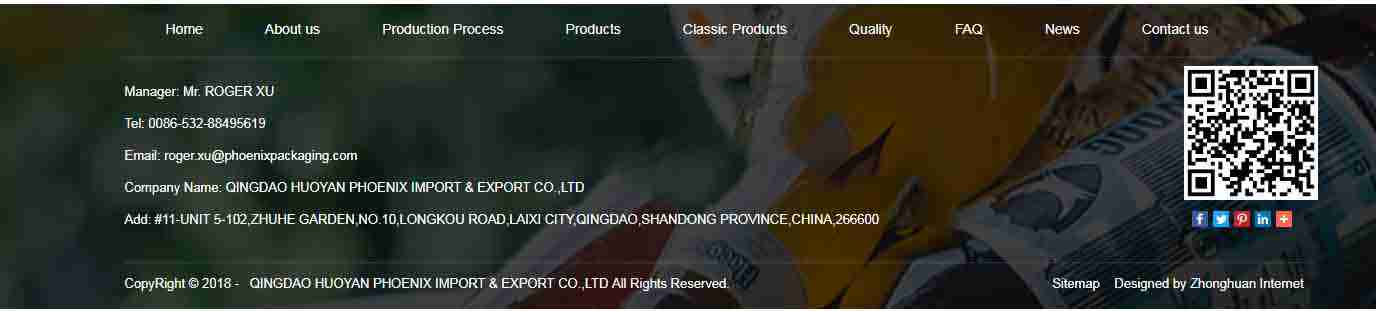 Home About us Production Process Products Classic Products Quality FAQ News Contact us
Manager: Mr. ROGER XU
Tel: 0086-532-88495619
Email: roger.xu@phoenixpackaging.com
Company Name: QINGDAO HUOYAN PHOENIX IMPORT & EXPORT CO.,LTD
Add: #11-UNIT 5-102,ZHUHE GARDEN,NO.10,LONGKOU ROAD,LAIXI CITY,QINGDAO,SHANDONG PROVINCE,CHINA,266600
CopyRight © 2018 - QINGDAO HUOYAN PHOENIX IMPORT & EXPORT CO.,LTD All Rights Reserved. Sitemap Designed by Zhonghuan Internet